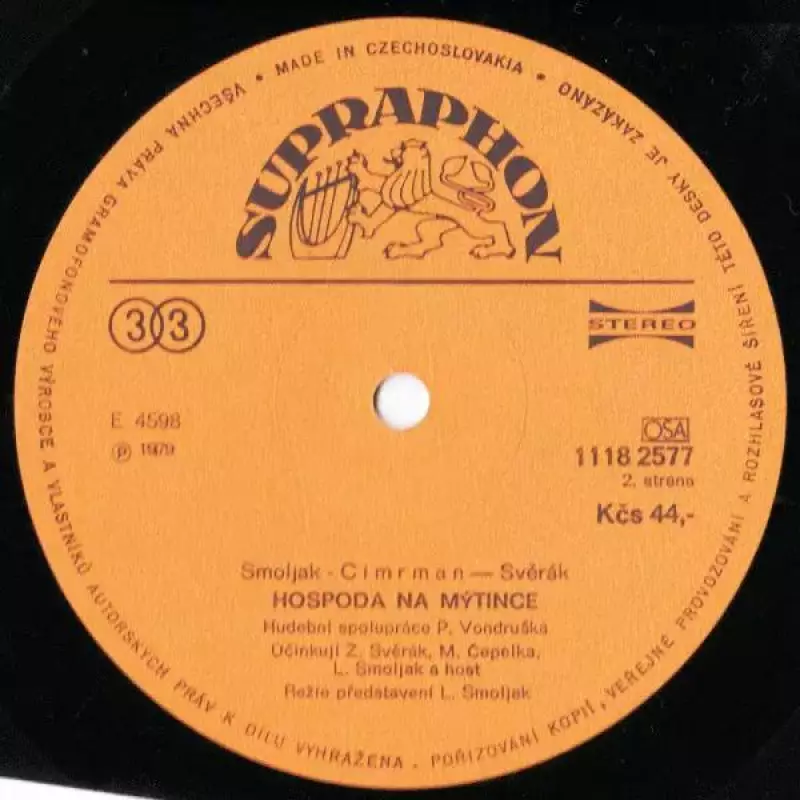 • MADE IN CZECHOSLOVAKIA •
VŠECHNA PRÁVA GRAMOFONOVÉHO VÝROBCE A VLASTNÍKŮ AUTORSKÝCH PRÁV K DÍLU VYHRAŽENA. POŘIZOVÁNÍ KOPIÍ, VEŘEJNÉ PROVOZOVÁNÍ A ROZHLASOVÉ ŠÍŘENÍ TÉTO DESKY JE ZAKÁZÁNO
SUPRAPHON
33
STEREO
E 4598
℗ 1979
OSA
1118 2577
2. strana
Kčs 44,-
Smoljak - Cimrman — Svěrák
HOSPODA NA MÝTINCE
Hudební spolupráce P. Vondruška
Účinkují Z. Svěrák, M. Čepelka,
L. Smoljak a host
Režie představení L. Smoljak